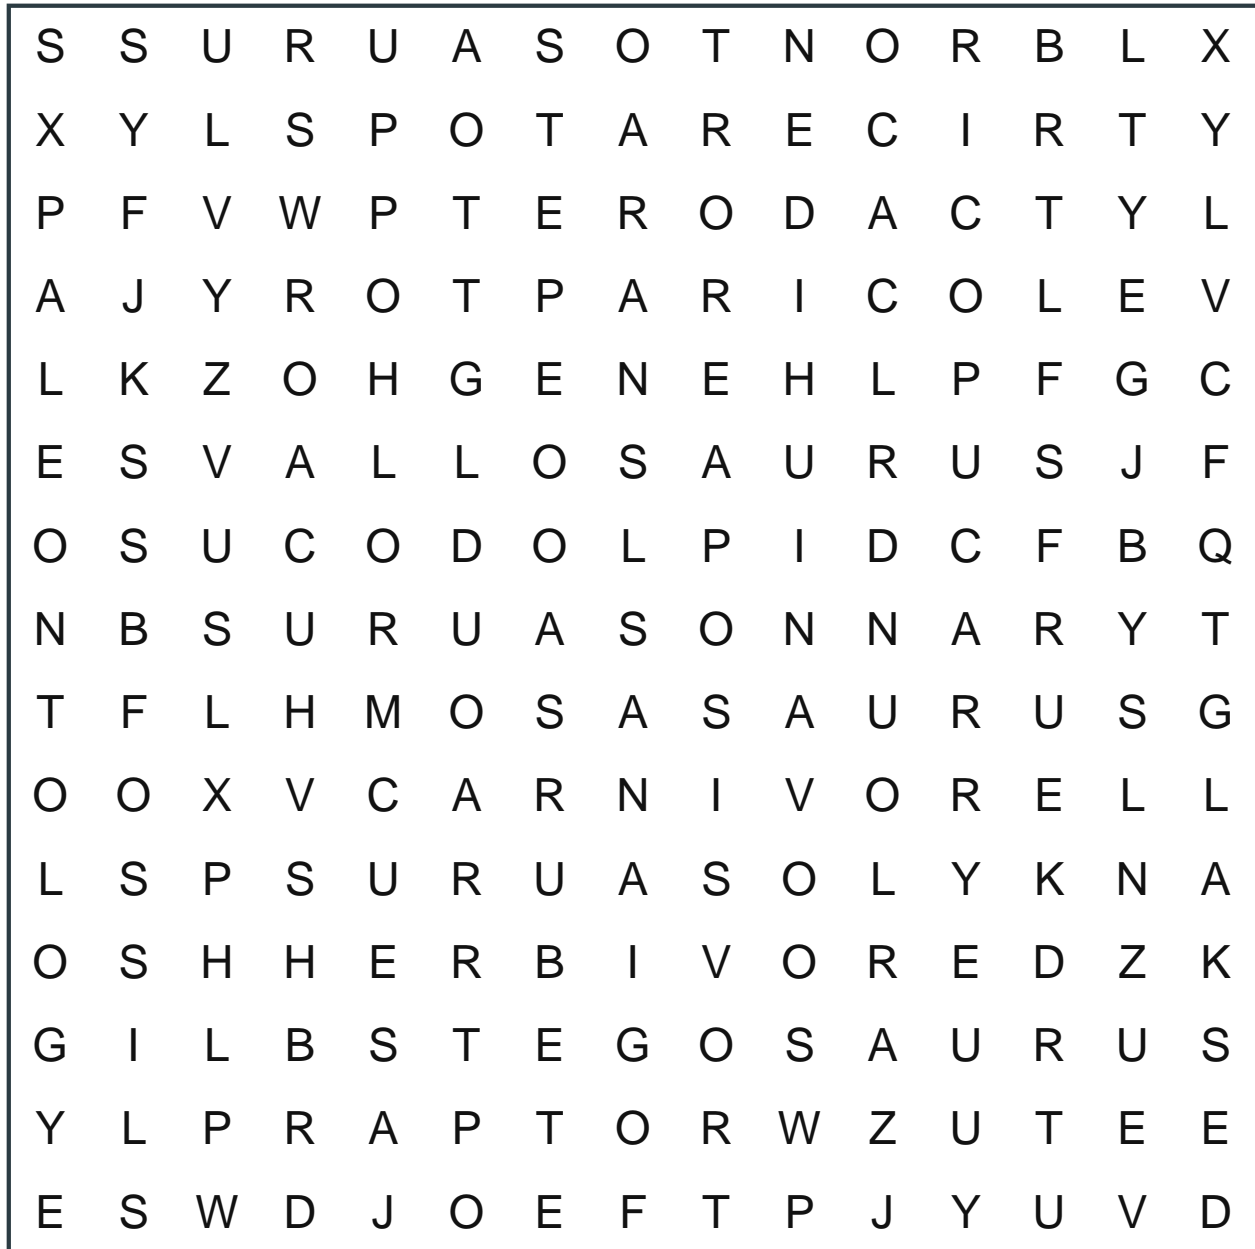 S S U R U A S O T N O R B L X
X Y L S P O T A R E C I R T Y
P F V W P T E R O D A C T Y L
A J Y R O T P A R I C O L E V
L K Z O H G E N E H L P F G C
E S V A L L O S A U R U S J F
O S U C O D O L P I D C F B Q
N B S U R U A S O N N A R Y T
T F L H M O S A S A U R U S G
O O X V C A R N I V O R E L L
L S P S U R U A S O L Y K N A
O S H H E R B I V O R E D Z K
G I L B S T E G O S A U R U S
Y L P R A P T O R W Z U T E E
E S W D J O E F T P J Y U V D